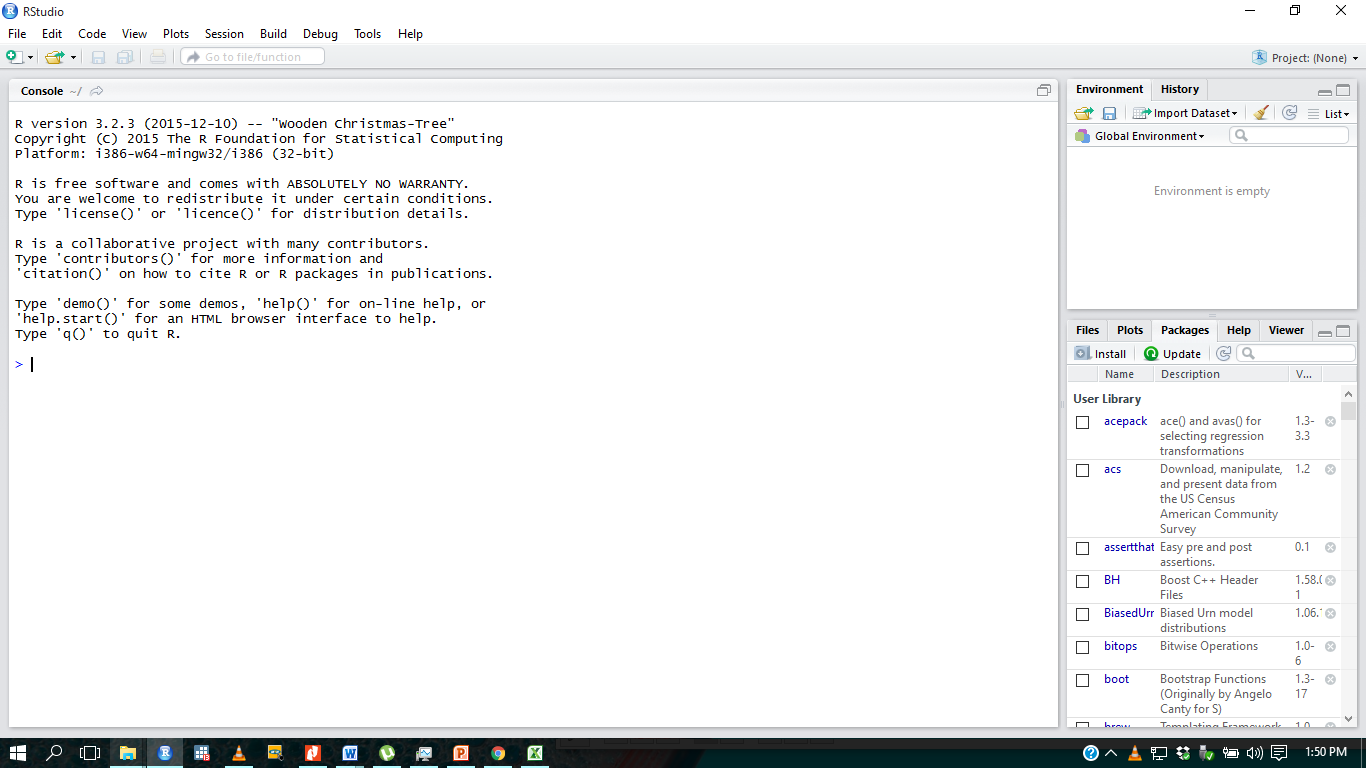 RStudio
File Edit Code View Plots Session Build Debug Tools Help
Go to file/function
Project: (None)
Console ~/
R version 3.2.3 (2015-12-10) -- "Wooden Christmas-Tree"
Copyright (C) 2015 The R Foundation for Statistical Computing
Platform: i386-w64-mingw32/i386 (32-bit)
R is free software and comes with ABSOLUTELY NO WARRANTY.
You are welcome to redistribute it under certain conditions.
Type 'license()' or 'licence()' for distribution details.
R is a collaborative project with many contributors.
Type 'contributors()' for more information and
'citation()' on how to cite R or R packages in publications.
Type 'demo()' for some demos, 'help()' for on-line help, or
'help.start()' for an HTML browser interface to help.
Type 'q()' to quit R.
>
Environment History
Import Dataset List
Global Environment
Environment is empty
Files Plots Packages Help Viewer
Install Update
Name Description V...
User Library
acepack ace() and avas() for 1.3-
selecting regression 3.3
transformations
acs Download, manipulate, 1.2
and present data from
the US Census
American Community
Survey
assertthat Easy pre and post 0.1
assertions.
BH Boost C++ Header 1.58.0
Files 1
BiasedUrn Biased Urn model 1.06.
distributions
bitops Bitwise Operations 1.0-
6
boot Bootstrap Functions 1.3-
(Originally by Angelo 17
Canty for S)
brew Templating Framework 1.0-
1:50 PM